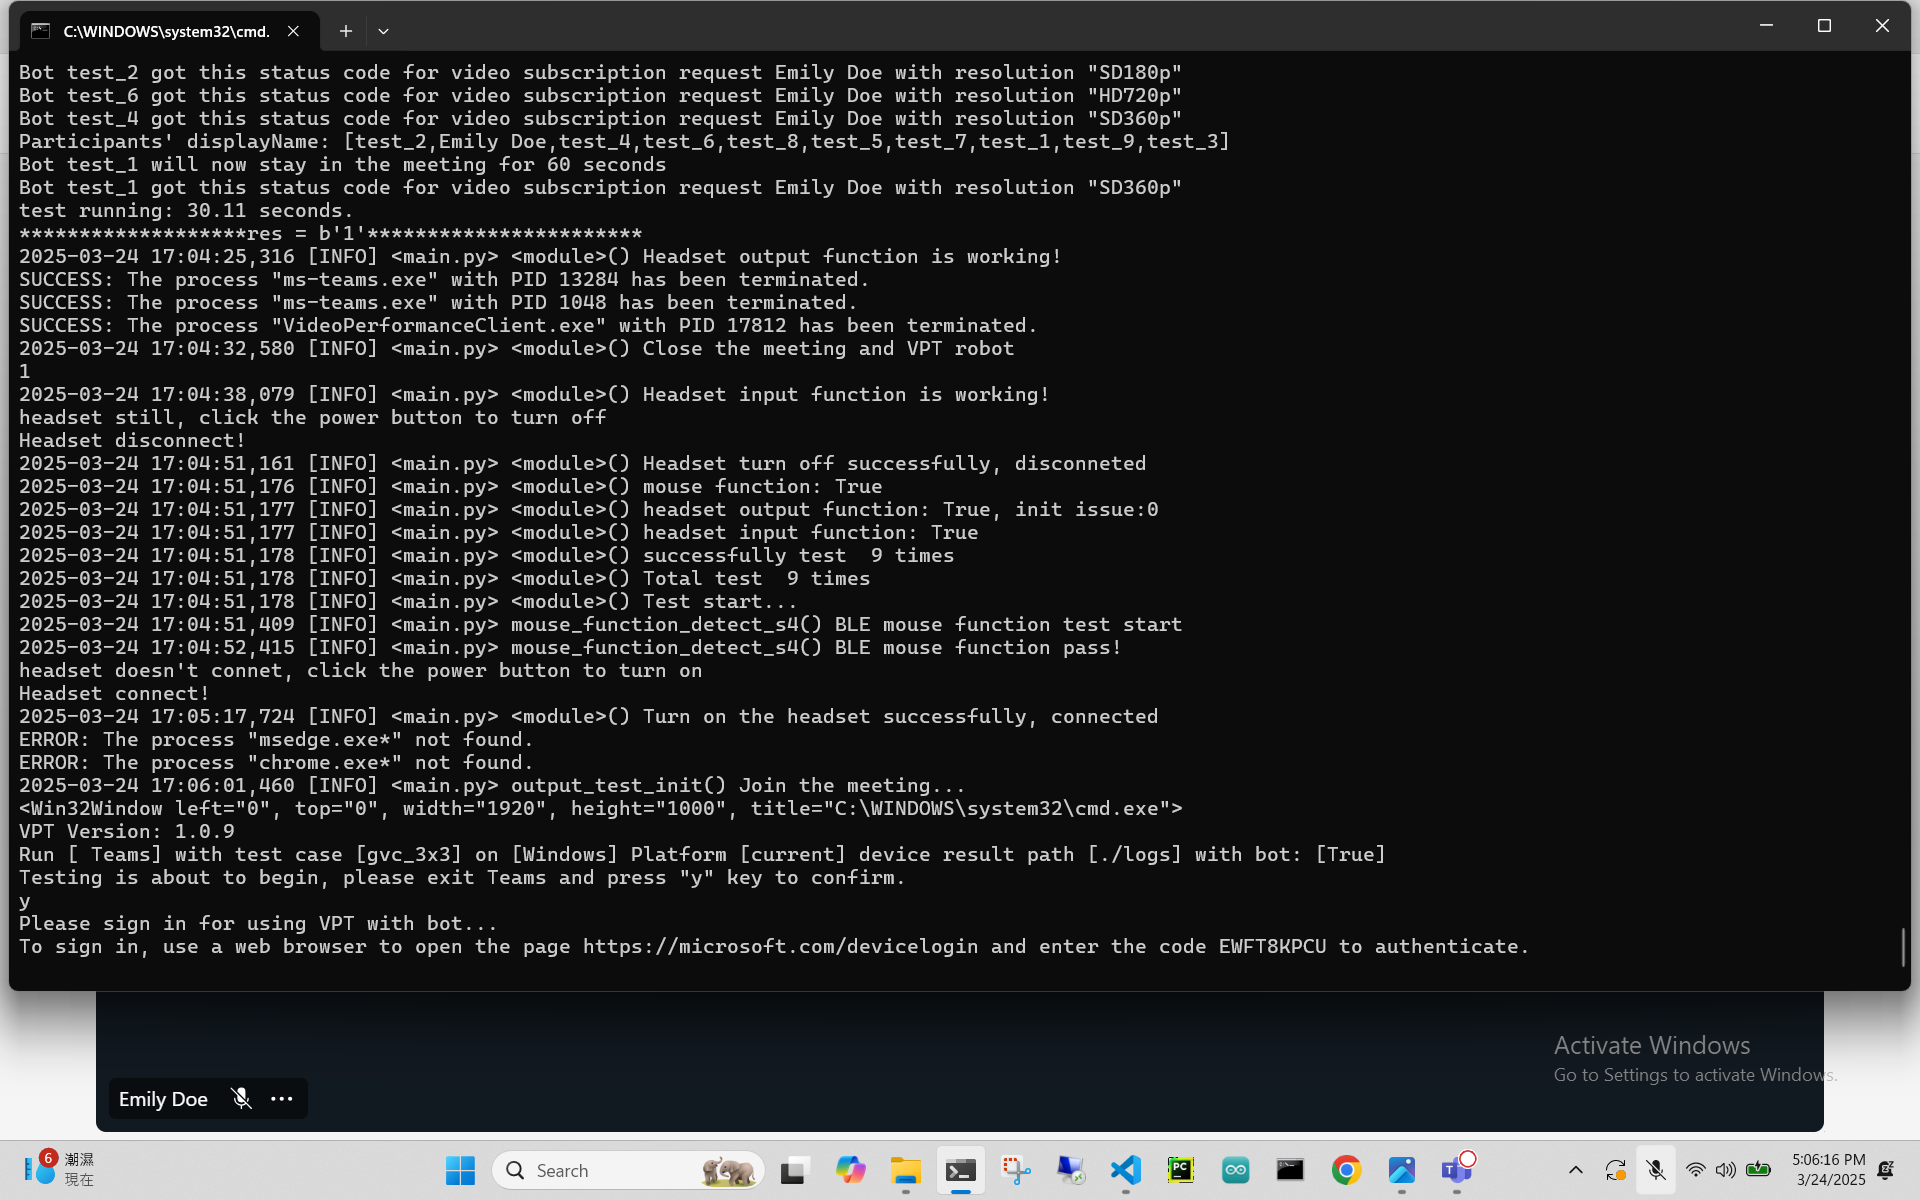 C:\WINDOWS\system32\cmd.
Bot test_2 got this status code for video subscription request Emily Doe with resolution "SD180p"
Bot test_6 got this status code for video subscription request Emily Doe with resolution "HD720p"
Bot test_4 got this status code for video subscription request Emily Doe with resolution "SD360p"
Participants' displayName: [test_2,Emily Doe,test_4,test_6,test_8,test_5,test_7,test_1,test_9,test_3]
Bot test_1 will now stay in the meeting for 60 seconds
Bot test_1 got this status code for video subscription request Emily Doe with resolution "SD360p"
test running: 30.11 seconds.
*******************res = b'1'***********************
2025-03-24 17:04:25,316 [INFO] <main.py> <module>() Headset output function is working!
SUCCESS: The process "ms-teams.exe" with PID 13284 has been terminated.
SUCCESS: The process "ms-teams.exe" with PID 1048 has been terminated.
SUCCESS: The process "VideoPerformanceClient.exe" with PID 17812 has been terminated.
2025-03-24 17:04:32,580 [INFO] <main.py> <module>() Close the meeting and VPT robot
1
2025-03-24 17:04:38,079 [INFO] <main.py> <module>() Headset input function is working!
headset still, click the power button to turn off
Headset disconnect!
2025-03-24 17:04:51,161 [INFO] <main.py> <module>() Headset turn off successfully, disconneted
2025-03-24 17:04:51,176 [INFO] <main.py> <module>() mouse function: True
2025-03-24 17:04:51,177 [INFO] <main.py> <module>() headset output function: True, init issue:0
2025-03-24 17:04:51,177 [INFO] <main.py> <module>() headset input function: True
2025-03-24 17:04:51,178 [INFO] <main.py> <module>() successfully test  9 times
2025-03-24 17:04:51,178 [INFO] <main.py> <module>() Total test  9 times
2025-03-24 17:04:51,178 [INFO] <main.py> <module>() Test start...
2025-03-24 17:04:51,409 [INFO] <main.py> mouse_function_detect_s4() BLE mouse function test start
2025-03-24 17:04:52,415 [INFO] <main.py> mouse_function_detect_s4() BLE mouse function pass!
headset doesn't connet, click the power button to turn on
Headset connect!
2025-03-24 17:05:17,724 [INFO] <main.py> <module>() Turn on the headset successfully, connected
ERROR: The process "msedge.exe*" not found.
ERROR: The process "chrome.exe*" not found.
2025-03-24 17:06:01,460 [INFO] <main.py> output_test_init() Join the meeting...
<Win32Window left="0", top="0", width="1920", height="1000", title="C:\WINDOWS\system32\cmd.exe">
VPT Version: 1.0.9
Run [ Teams] with test case [gvc_3x3] on [Windows] Platform [current] device result path [./logs] with bot: [True]
Testing is about to begin, please exit Teams and press "y" key to confirm.
y
Please sign in for using VPT with bot...
To sign in, use a web browser to open the page https://microsoft.com/devicelogin and enter the code EWFT8KPCU to authenticate.
Activate Windows
Go to Settings to activate Windows.
Emily Doe
6
潮濕
現在
Search
PC
T
5:06:16 PM
3/24/2025